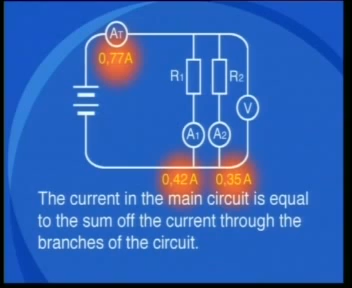 AT
0,77A
R1
R2
V
A1
A2
0,42A
0,35A
The current in the main circuit is equal
to the sum off the current through the
branches of the circuit.